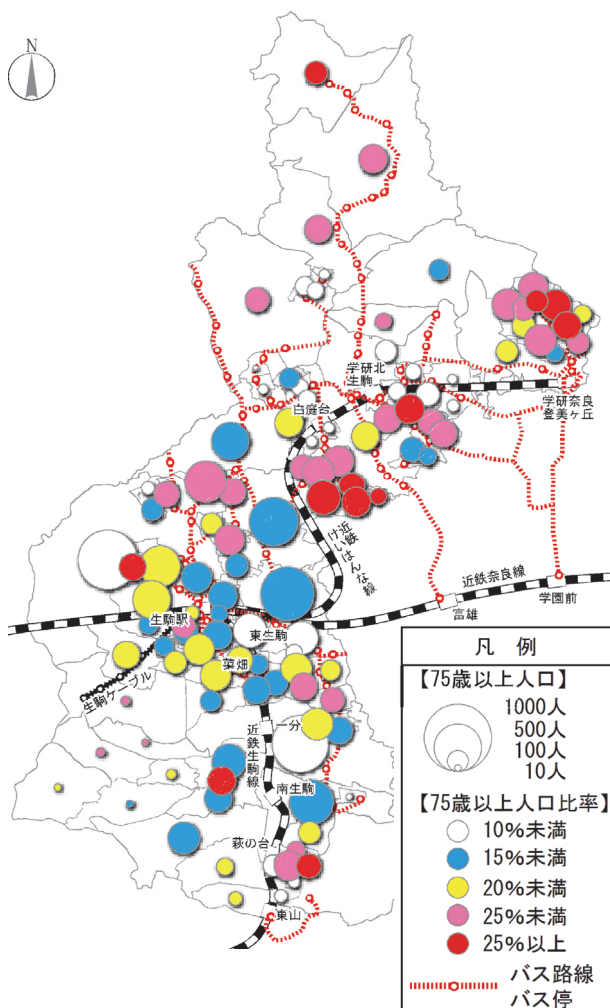 N
学研北
生駒
学研奈良
登美ヶ丘
白庭台
近鉄
けいはんな線
近鉄奈良線
富雄
学園前
生駒駅
東生駒
菜畑
生駒ケーブル
一分
近鉄生駒線
南生駒
萩の台
東山
凡 例
【75歳以上人口】
1000人
500人
100人
10人
【75歳以上人口比率】
10%未満
15%未満
20%未満
25%未満
25%以上
バス路線
バス停